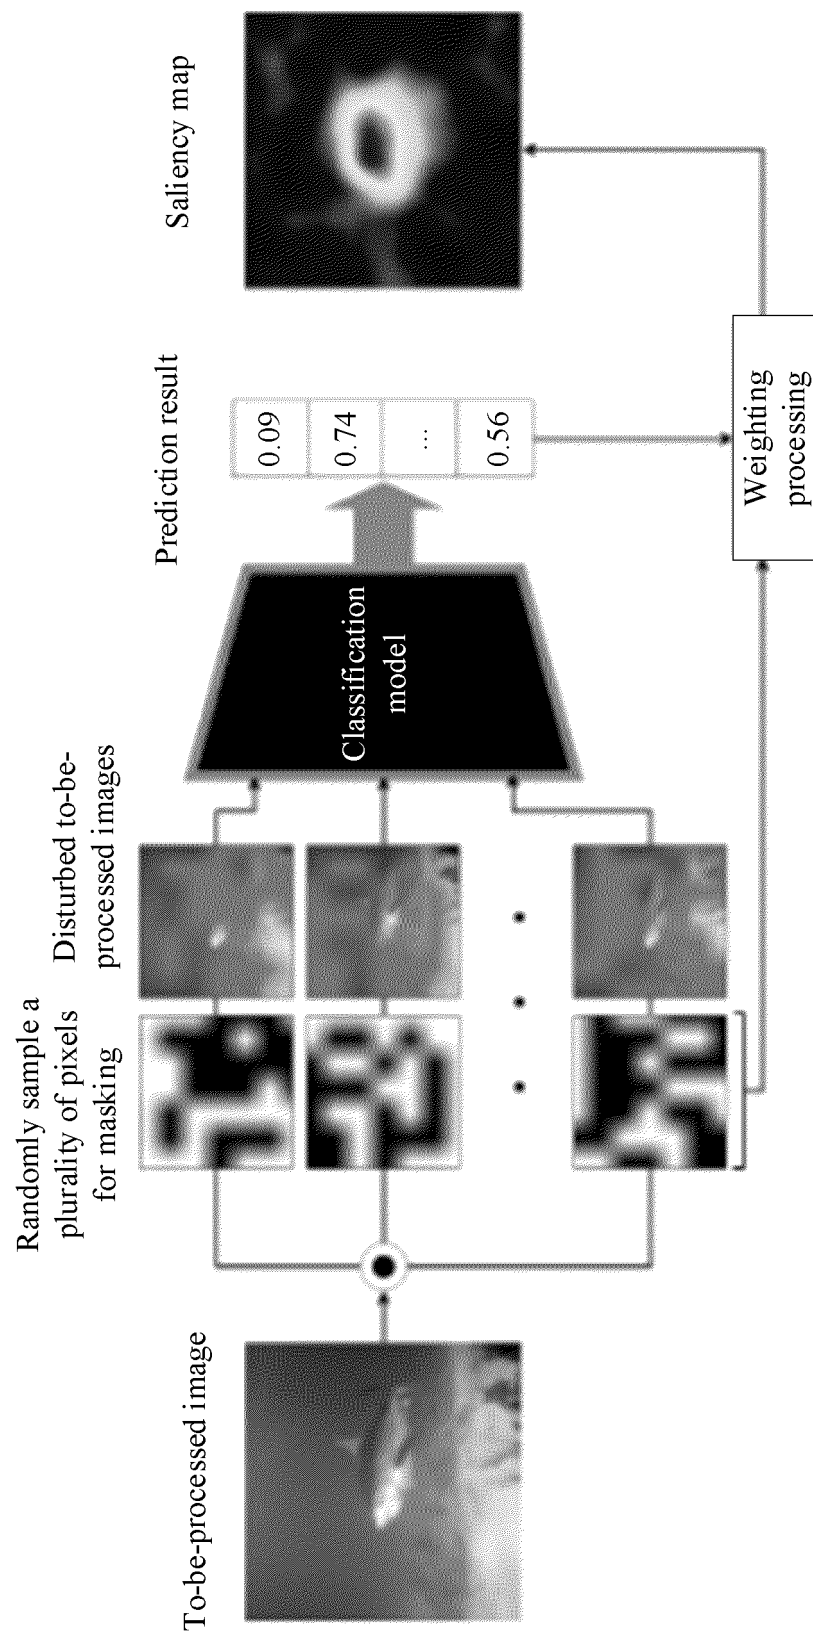 To-be-processed image
Randomly sample a
plurality of pixels
for masking
Disturbed to-be-
processed images
Classification
model
Prediction result
0.09
0.74
...
0.56
Weighting
processing
Saliency map